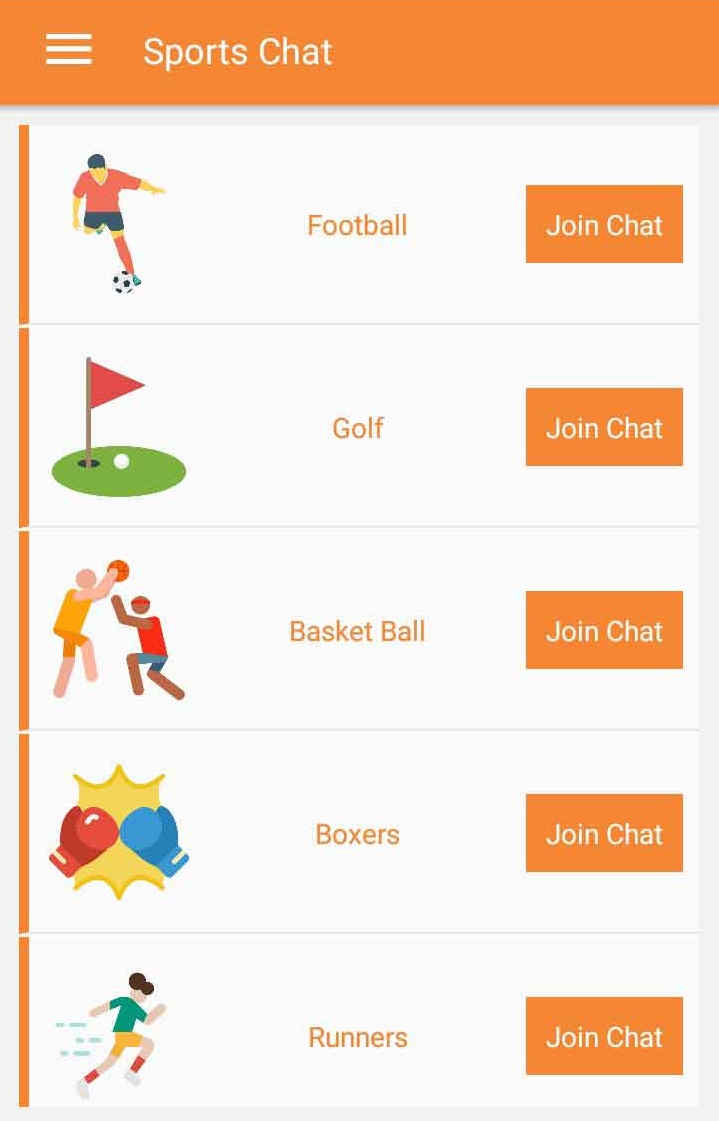 Sports Chat
Football
Join Chat
Golf
Join Chat
Basket Ball
Join Chat
Boxers
Join Chat
Runners
Join Chat